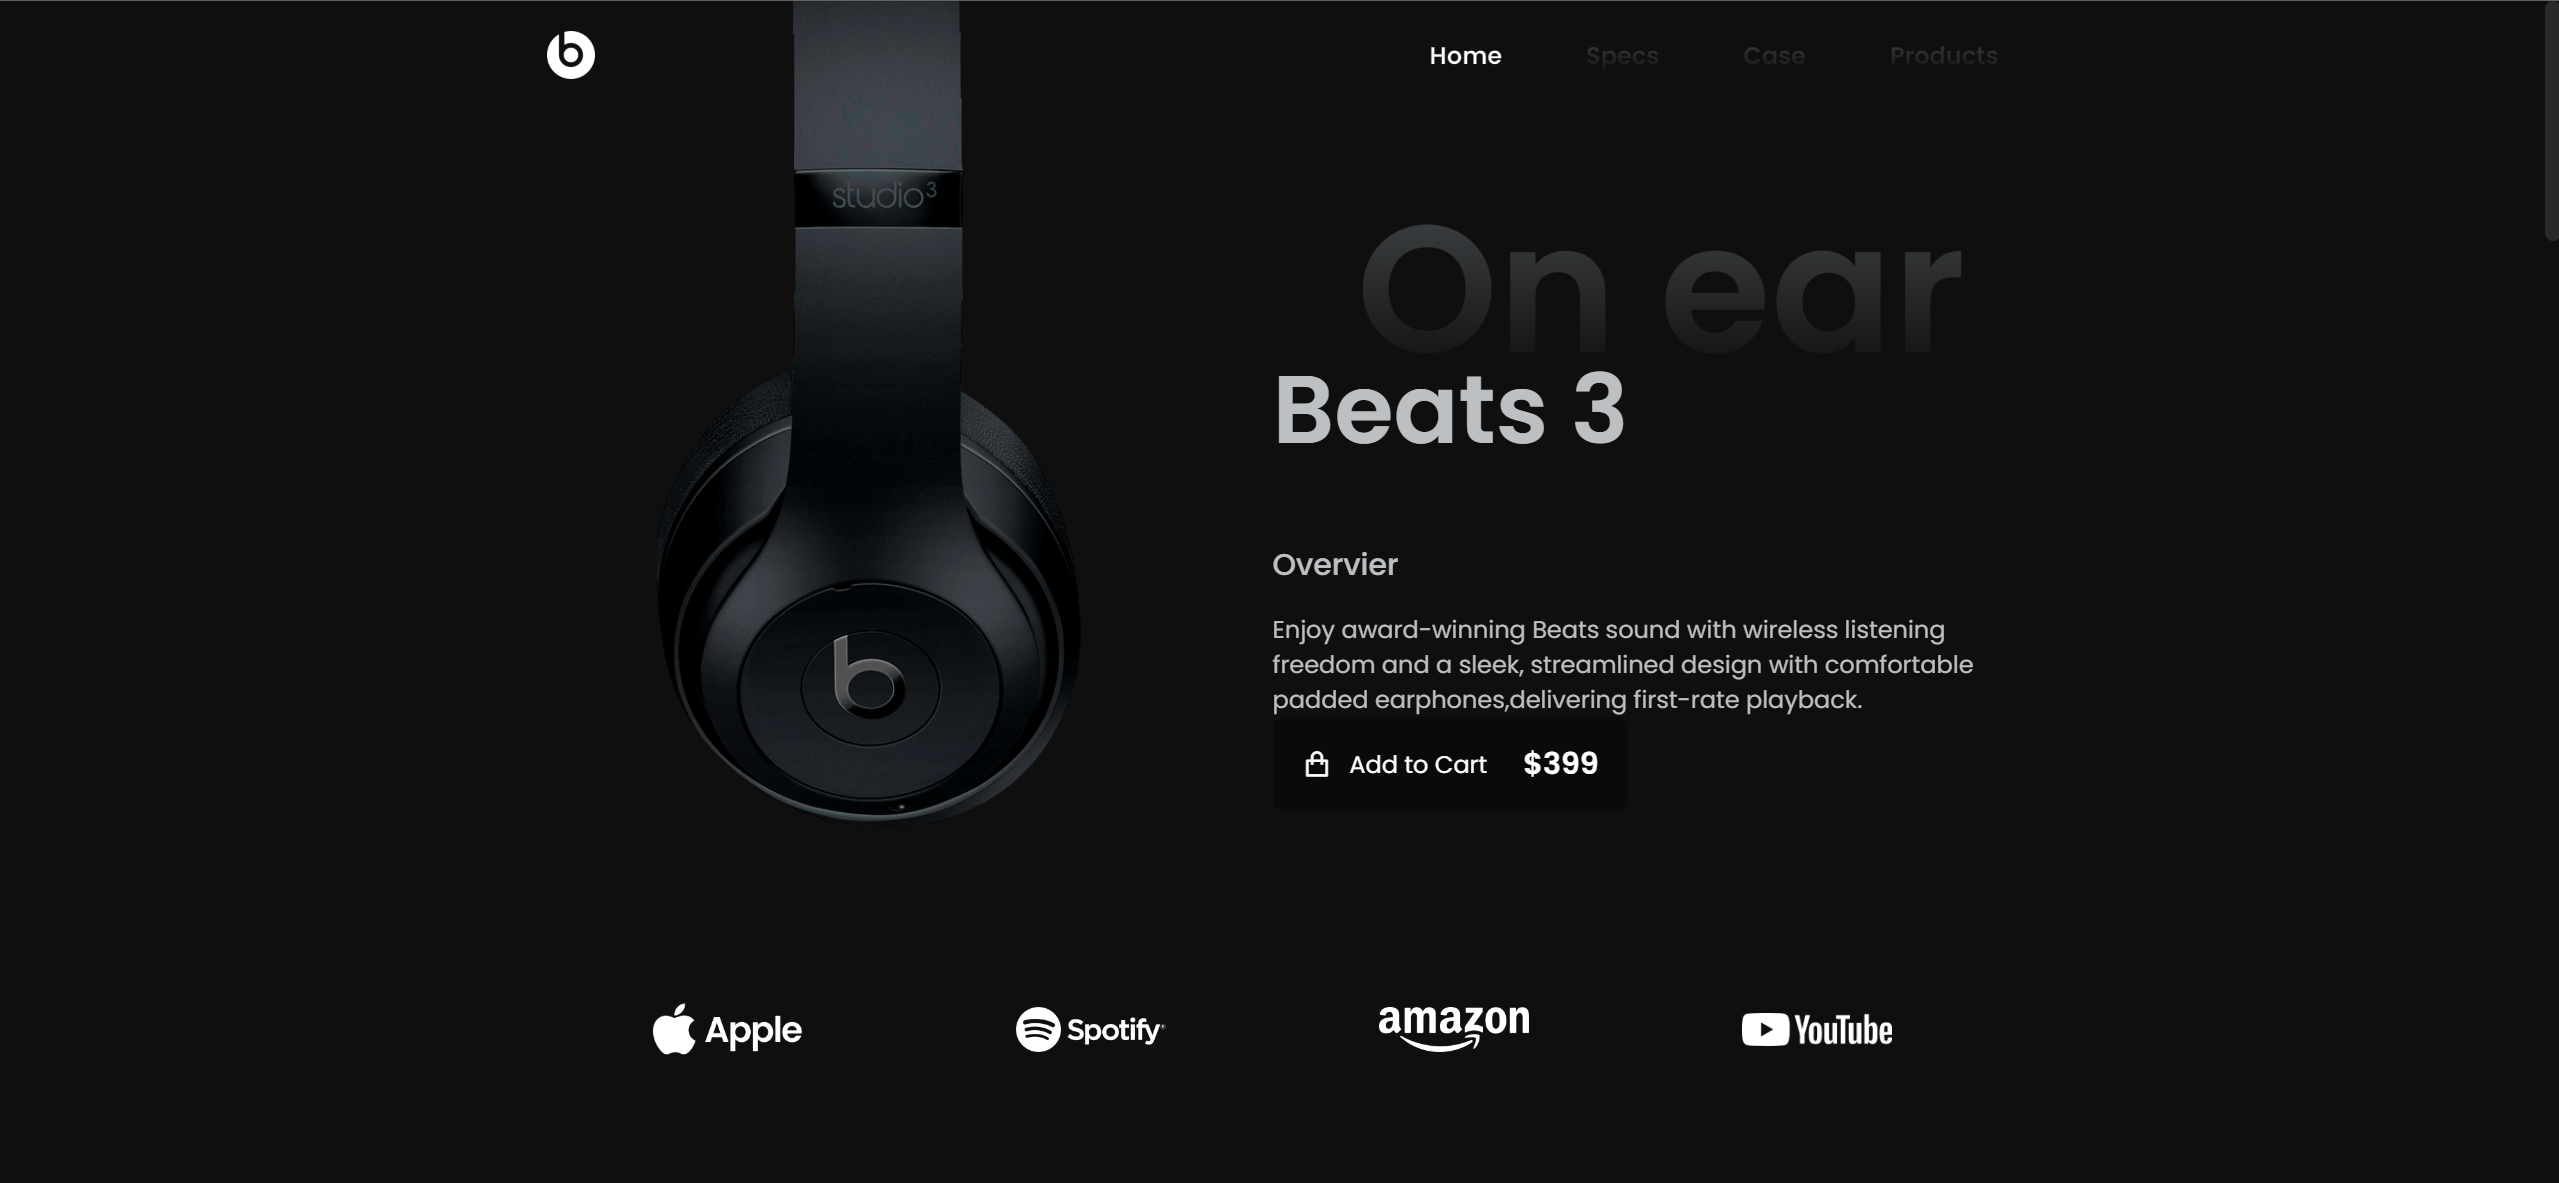 Home
Specs
Case
Products
studio3
On ear
Beats 3
Overvier
Enjoy award-winning Beats sound with wireless listening
freedom and a sleek, streamlined design with comfortable
padded earphones,delivering first-rate playback.
Add to Cart $399
Apple
Spotify
amazon
YouTube